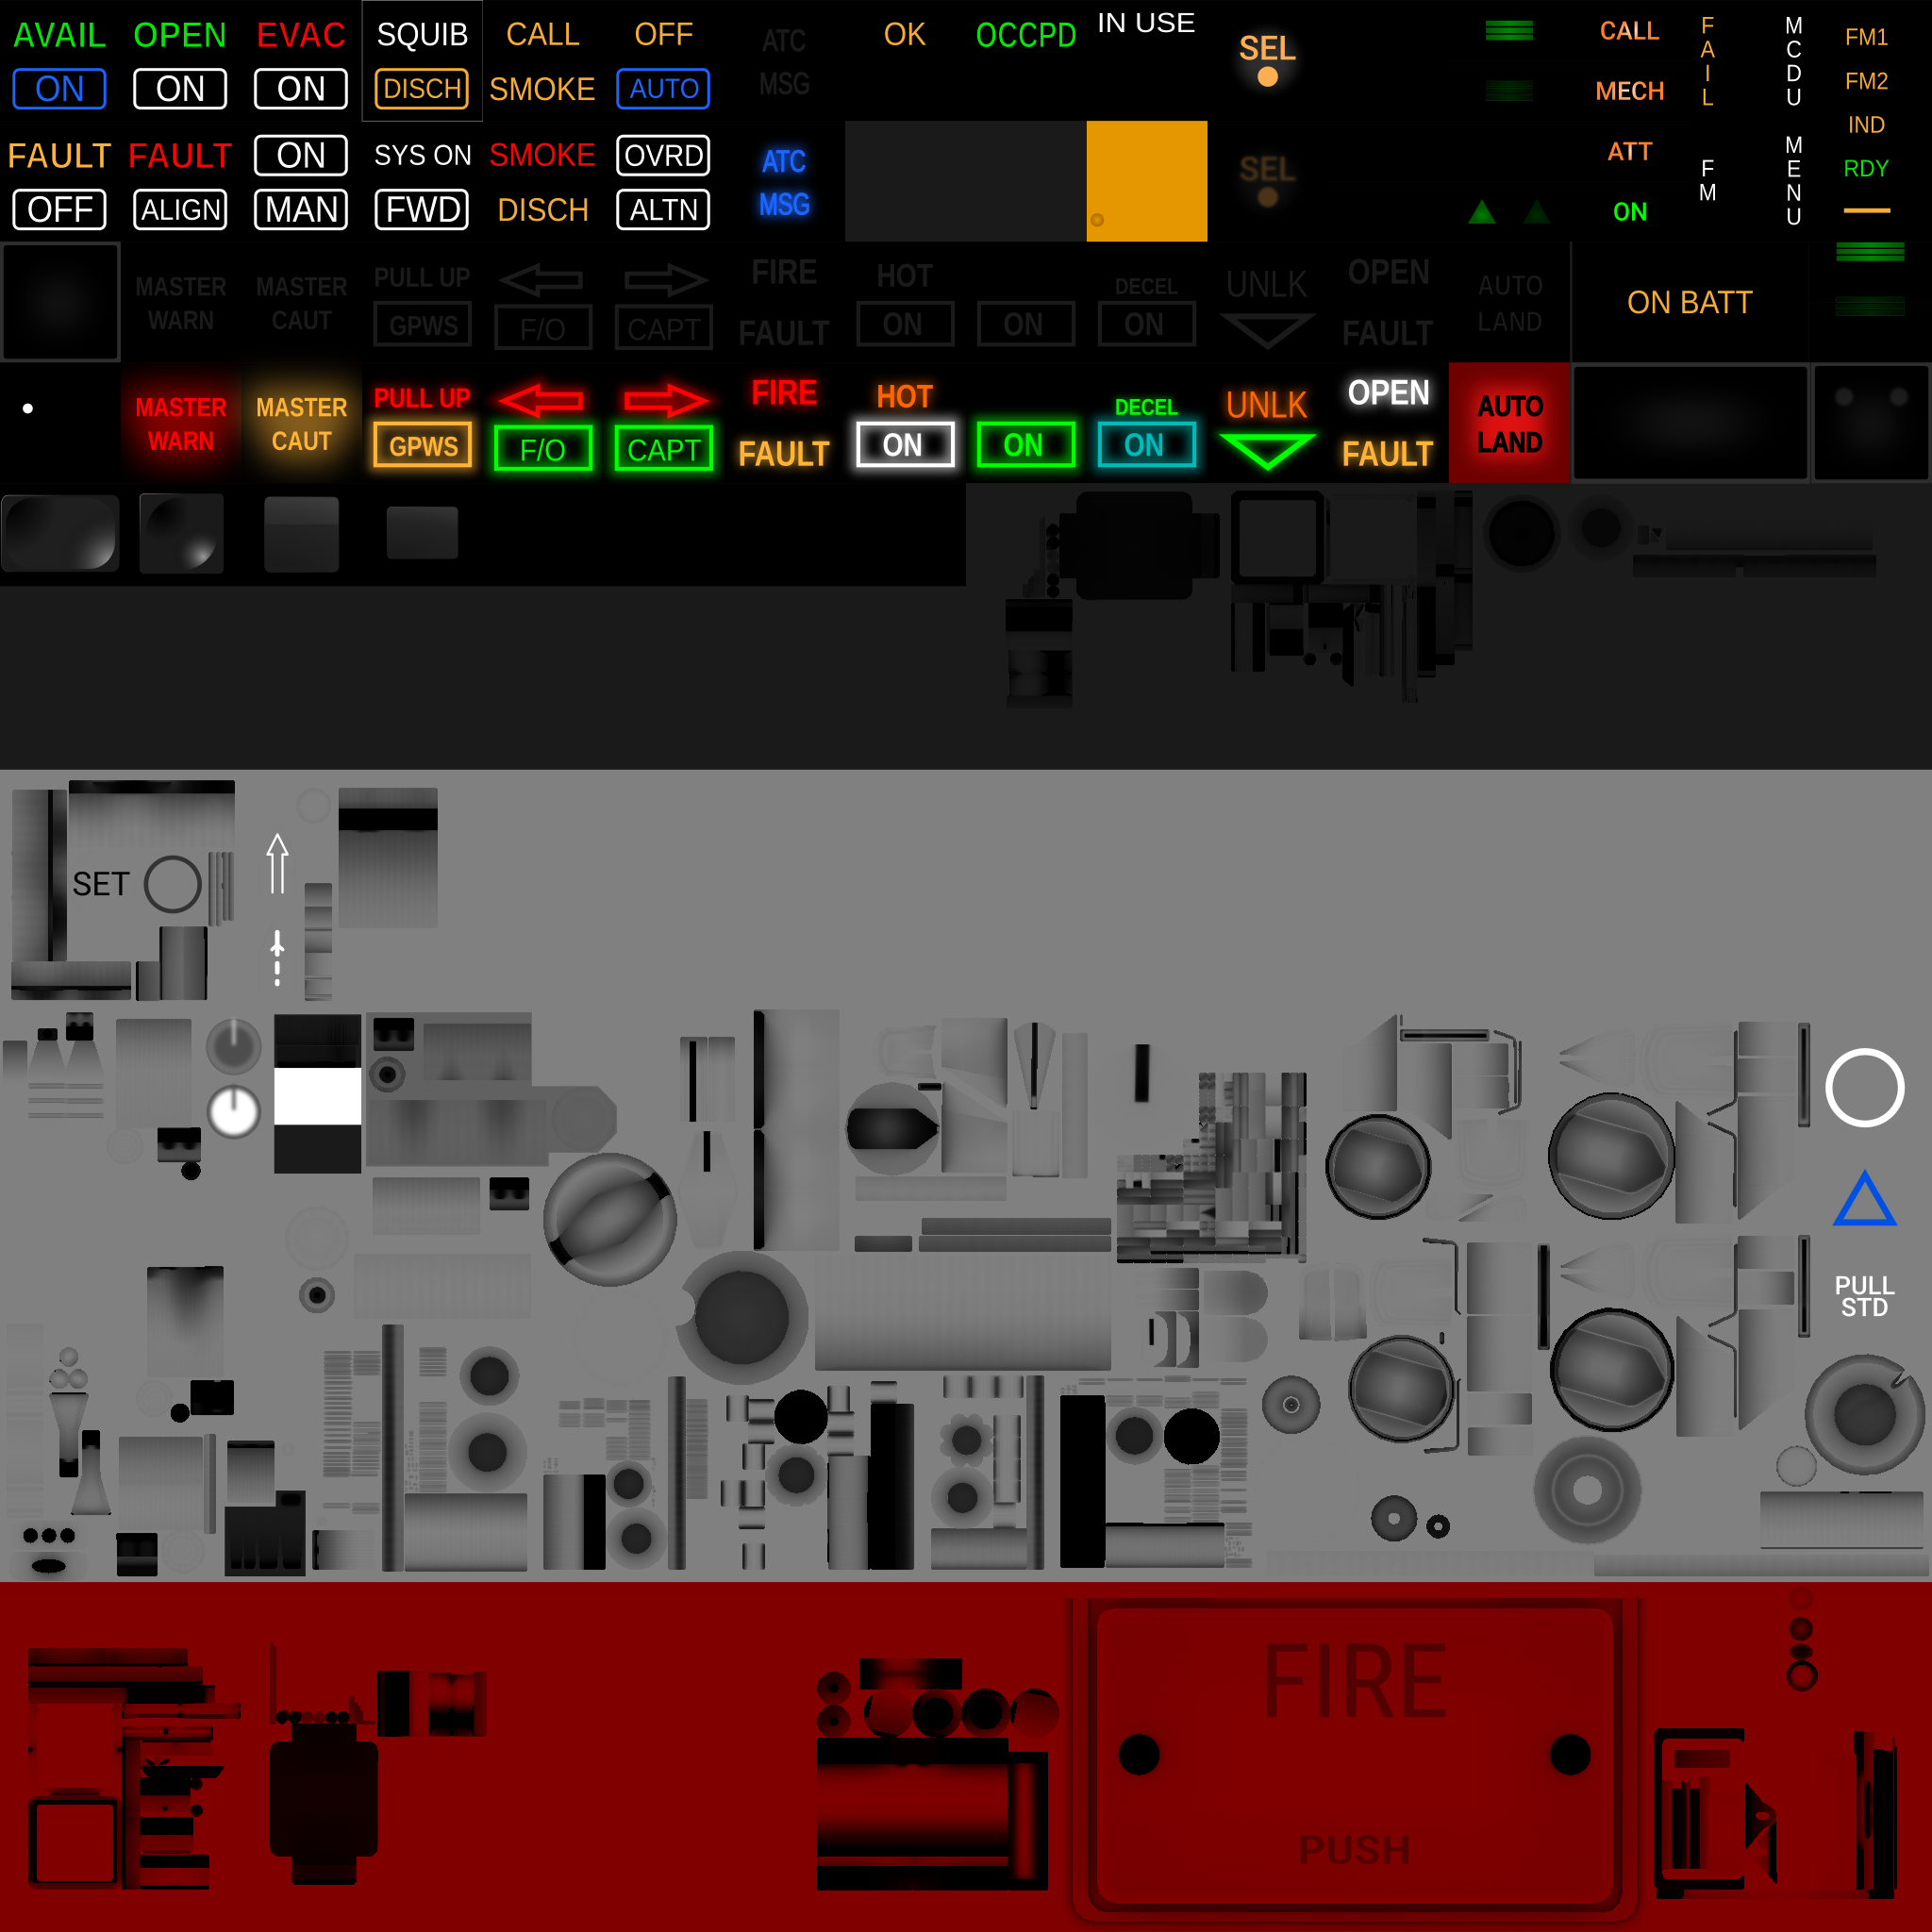 AVAIL OPEN EVAC SQUIB CALL OFF ATC OK OCCPD IN USE SEL CALL FAIL MCDU FM1
ON ON ON DISCH SMOKE AUTO MSG MECH FM2
IND
FAULT FAULT ON SYS ON SMOKE OVRD ATC SEL ATT FM MENU RDY
OFF ALIGN MAN FWD DISCH ALTN MSG ON
MASTER MASTER PULL UP FIRE HOT DECEL UNLK OPEN AUTO ON BATT
WARN CAUT GPWS F/O CAPT FAULT ON ON ON FAULT LAND
MASTER MASTER PULL UP FIRE HOT DECEL UNLK OPEN AUTO
WARN CAUT GPWS F/O CAPT FAULT ON ON ON FAULT LAND
SET
PULL
STD
FIRE
PUSH